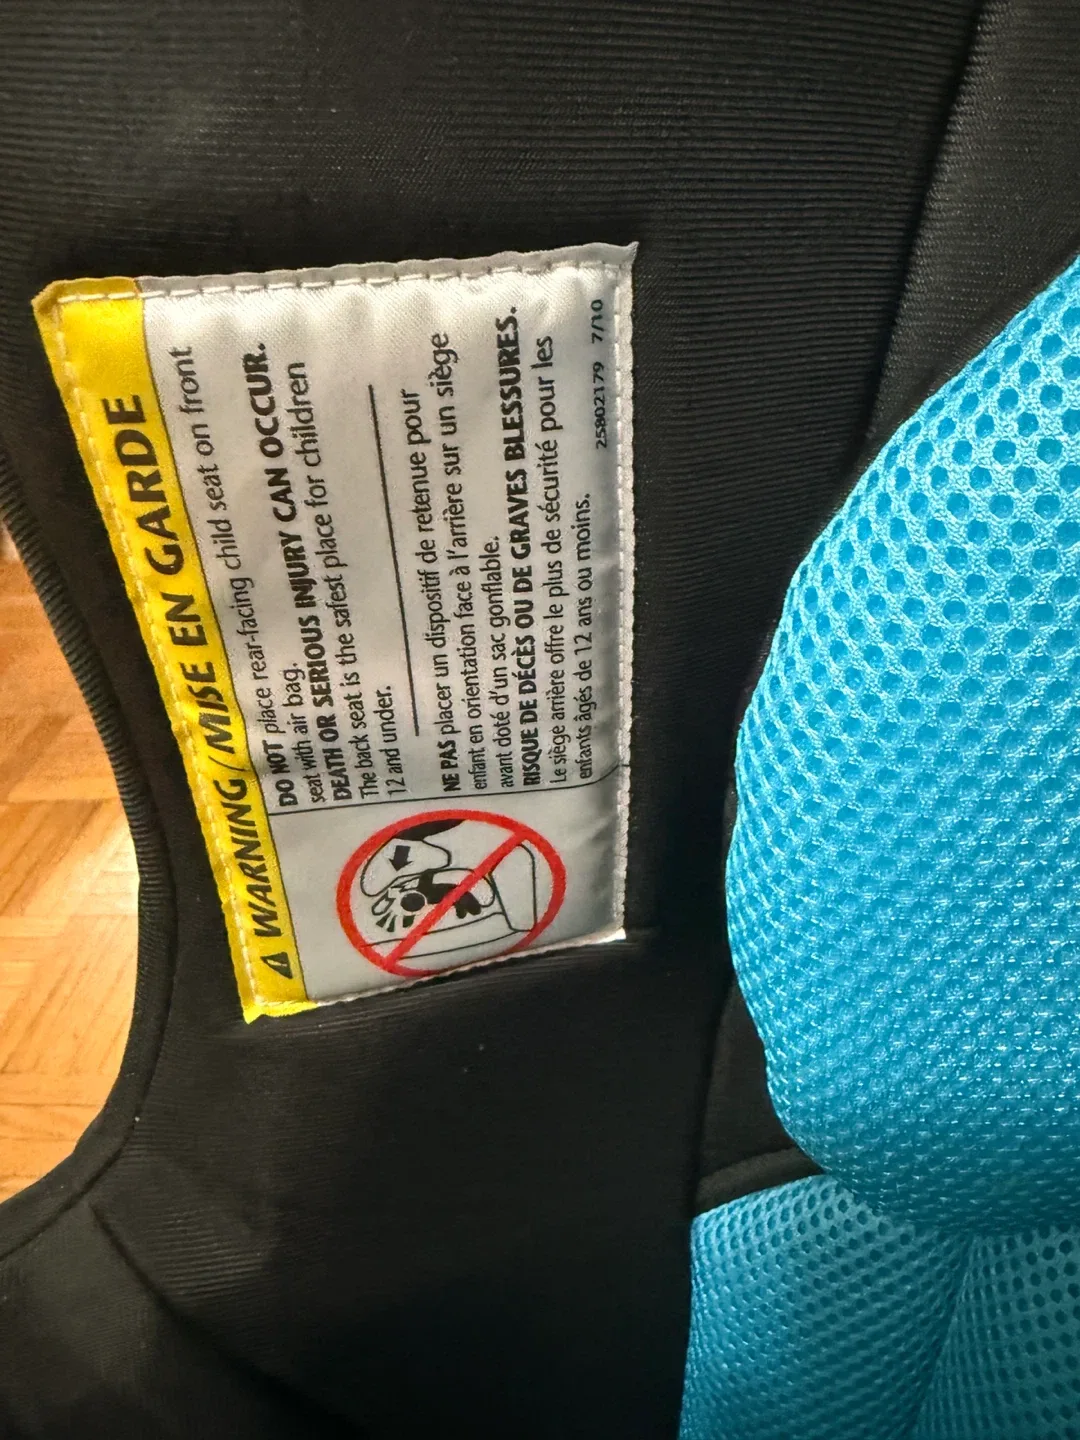 ⚠ WARNING/MISE EN GARDE
DO NOT place rear-facing child seat on front
seat with air bag.
DEATH OR SERIOUS INJURY CAN OCCUR.
The back seat is the safest place for children
12 and under.
NE PAS placer un dispositif de retenue pour
enfant en orientation face à l'arrière sur un siège
avant doté d'un sac gonflable.
RISQUE DE DÉCÈS OU DE GRAVES BLESSURES.
Le siège arrière offre le plus de sécurité pour les
enfants âgés de 12 ans ou moins.
25802179 7/10